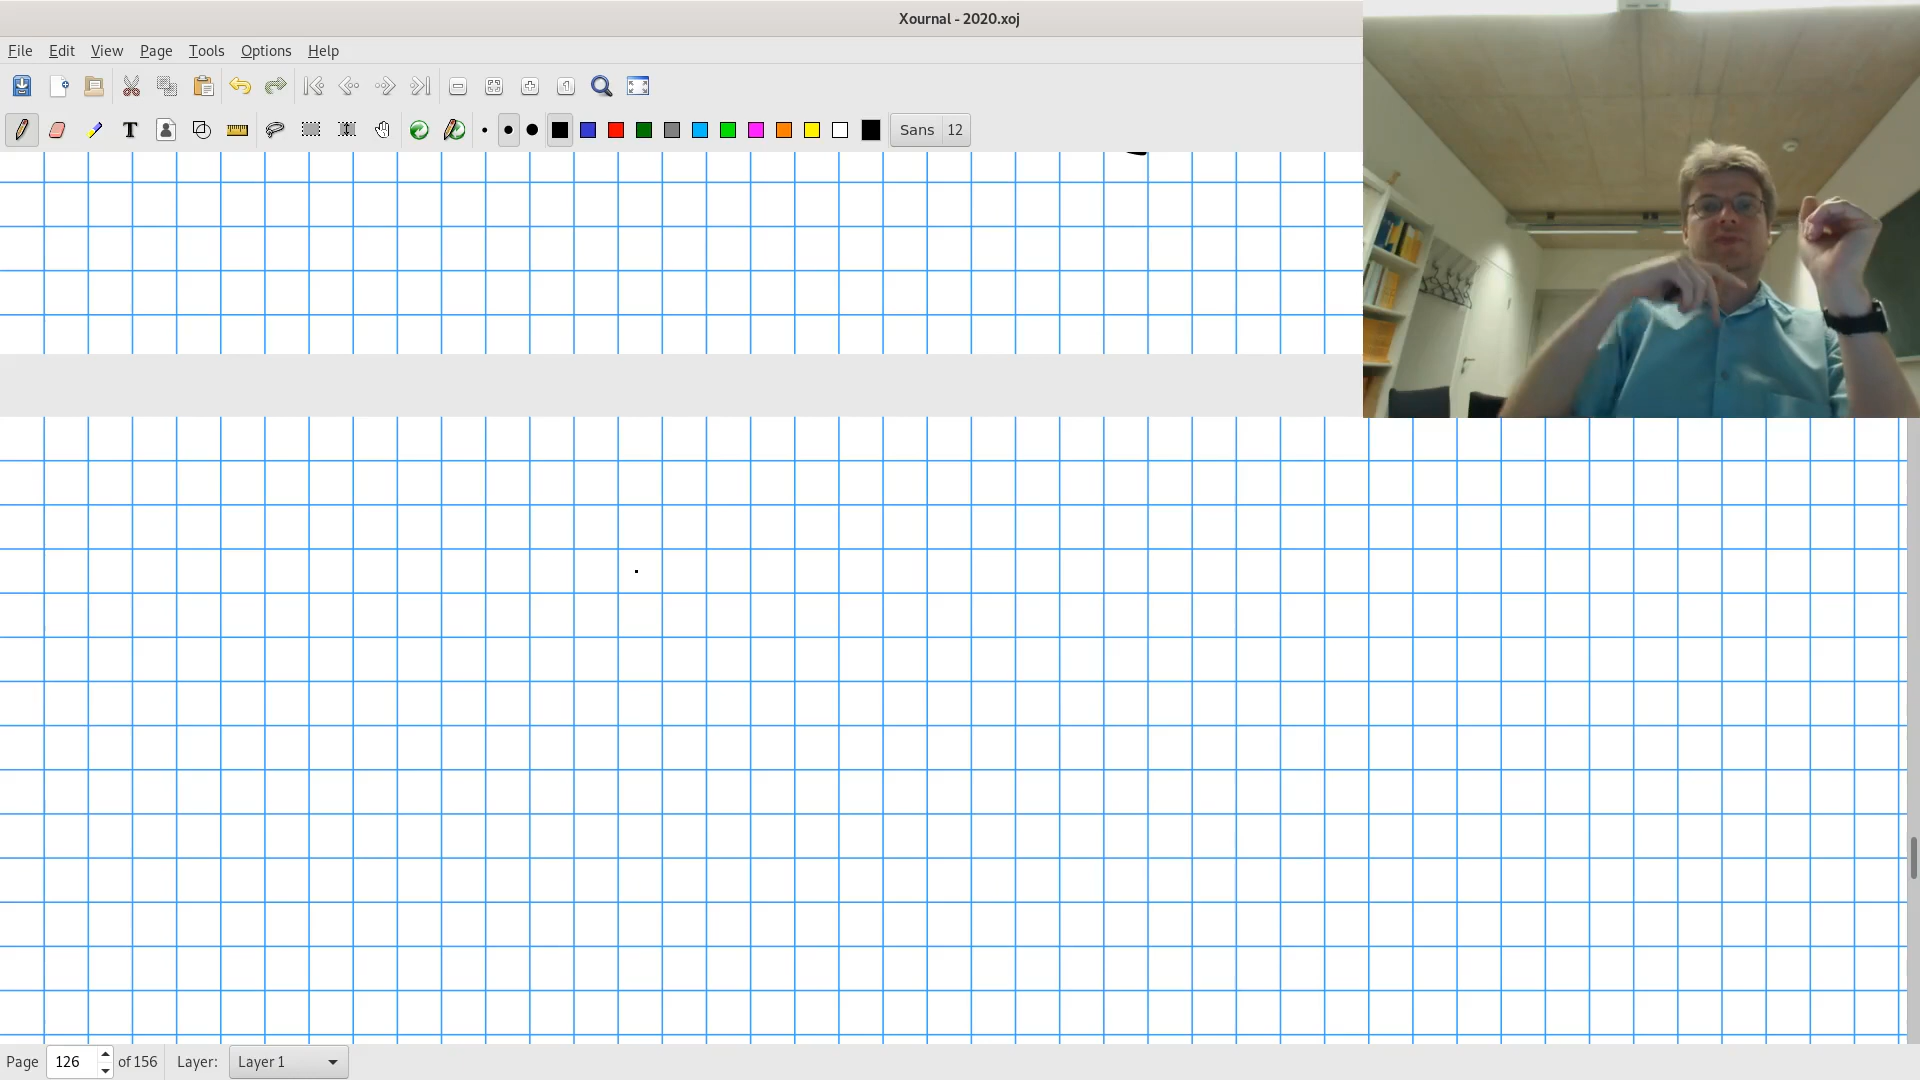 Xournal - 2020.xoj
File Edit View Page Tools Options Help
T Sans 12
Page 126 of 156 Layer: Layer 1